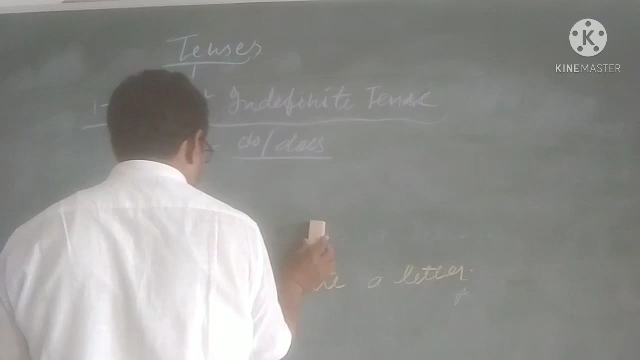 Tenses
KINEMASTER
Indefinite Tense
do/does
a letter.